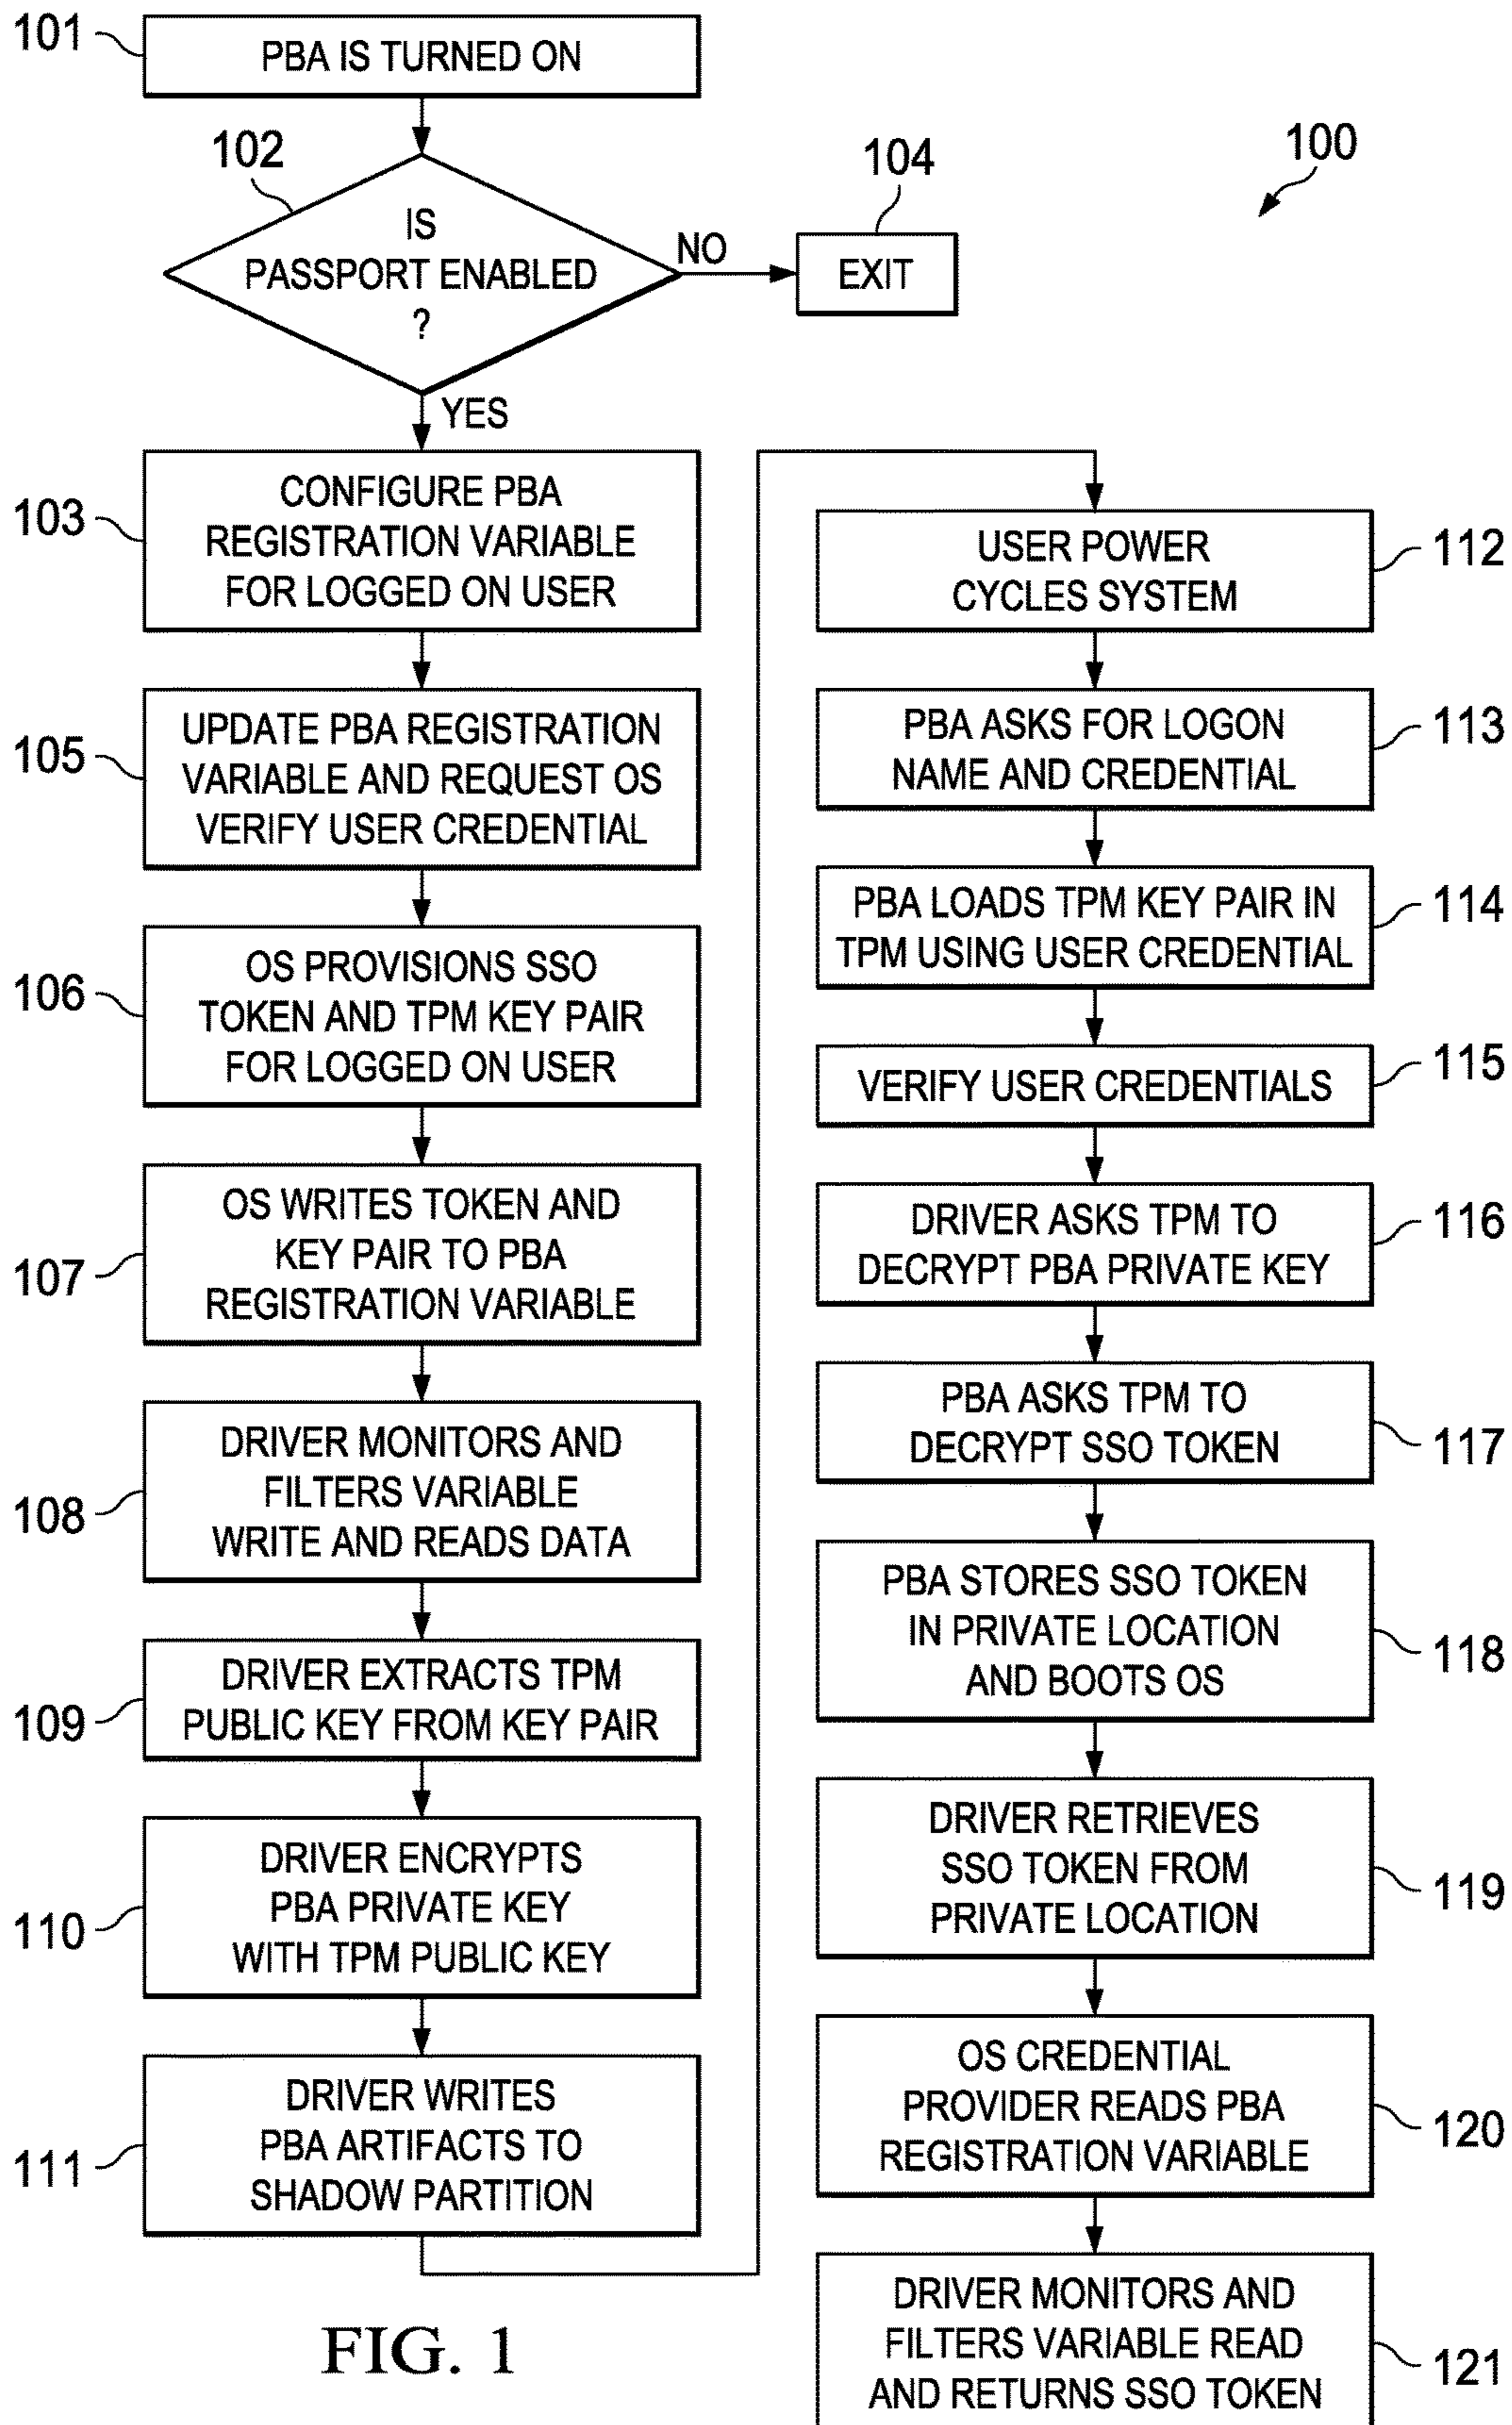 101
PBA IS TURNED ON
102
IS
PASSPORT ENABLED
?
NO
104
EXIT
100
YES
103
CONFIGURE PBA
REGISTRATION VARIABLE
FOR LOGGED ON USER
105
UPDATE PBA REGISTRATION
VARIABLE AND REQUEST OS
VERIFY USER CREDENTIAL
106
OS PROVISIONS SSO
TOKEN AND TPM KEY PAIR
FOR LOGGED ON USER
107
OS WRITES TOKEN AND
KEY PAIR TO PBA
REGISTRATION VARIABLE
108
DRIVER MONITORS AND
FILTERS VARIABLE
WRITE AND READS DATA
109
DRIVER EXTRACTS TPM
PUBLIC KEY FROM KEY PAIR
110
DRIVER ENCRYPTS
PBA PRIVATE KEY
WITH TPM PUBLIC KEY
111
DRIVER WRITES
PBA ARTIFACTS TO
SHADOW PARTITION
USER POWER
CYCLES SYSTEM
112
PBA ASKS FOR LOGON
NAME AND CREDENTIAL
113
PBA LOADS TPM KEY PAIR IN
TPM USING USER CREDENTIAL
114
VERIFY USER CREDENTIALS
115
DRIVER ASKS TPM TO
DECRYPT PBA PRIVATE KEY
116
PBA ASKS TPM TO
DECRYPT SSO TOKEN
117
PBA STORES SSO TOKEN
IN PRIVATE LOCATION
AND BOOTS OS
118
DRIVER RETRIEVES
SSO TOKEN FROM
PRIVATE LOCATION
119
OS CREDENTIAL
PROVIDER READS PBA
REGISTRATION VARIABLE
120
DRIVER MONITORS AND
FILTERS VARIABLE READ
AND RETURNS SSO TOKEN
121
FIG. 1